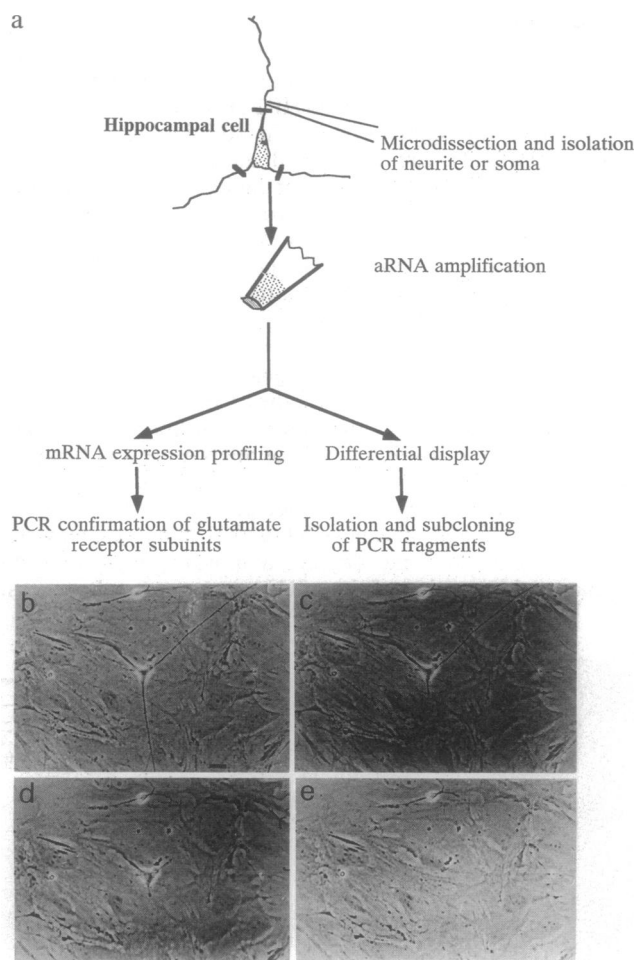 a
Hippocampal cell
Microdissection and isolation
of neurite or soma
aRNA amplification
mRNA expression profiling
Differential display
PCR confirmation of glutamate
receptor subunits
Isolation and subcloning
of PCR fragments
b
c
d
e